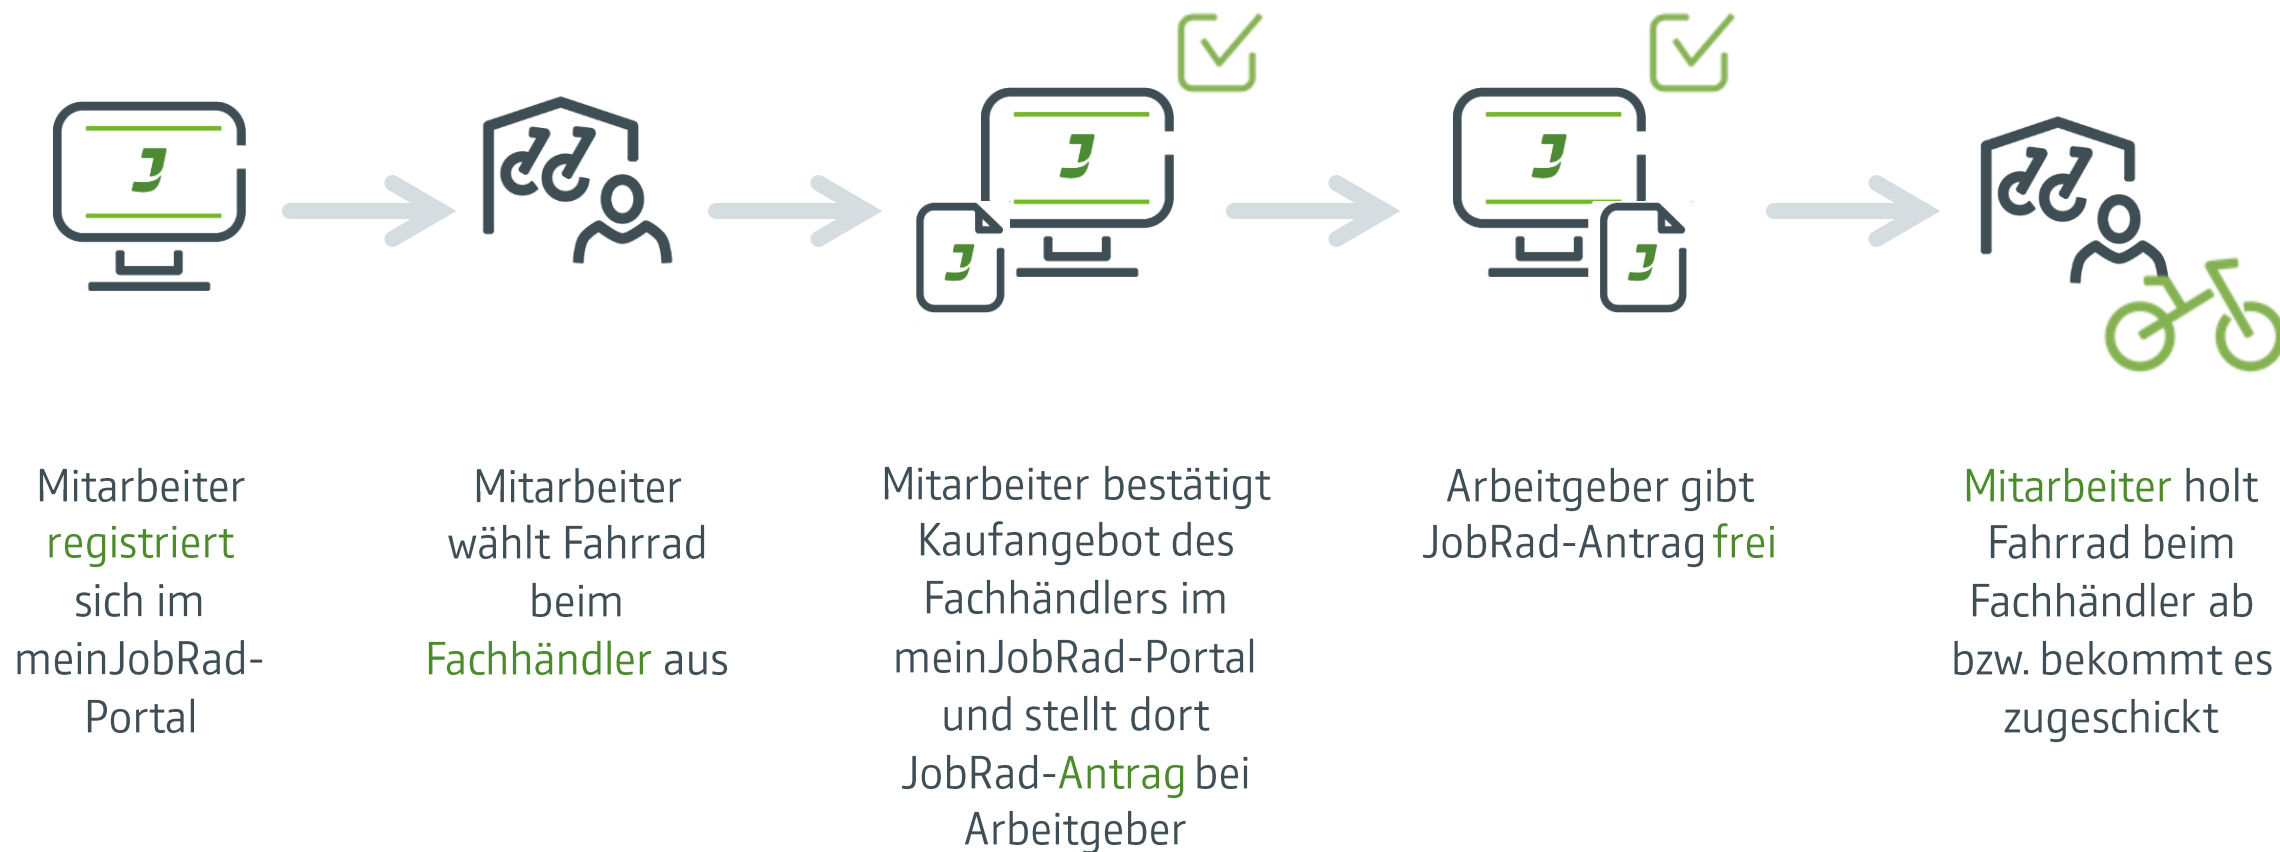 Mitarbeiter
registriert
sich im
meinJobRad-
Portal
Mitarbeiter
wählt Fahrrad
beim
Fachhändler aus
Mitarbeiter bestätigt
Kaufangebot des
Fachhändlers im
meinJobRad-Portal
und stellt dort
JobRad-Antrag bei
Arbeitgeber
Arbeitgeber gibt
JobRad-Antrag frei
Mitarbeiter holt
Fahrrad beim
Fachhändler ab
bzw. bekommt es
zugeschickt